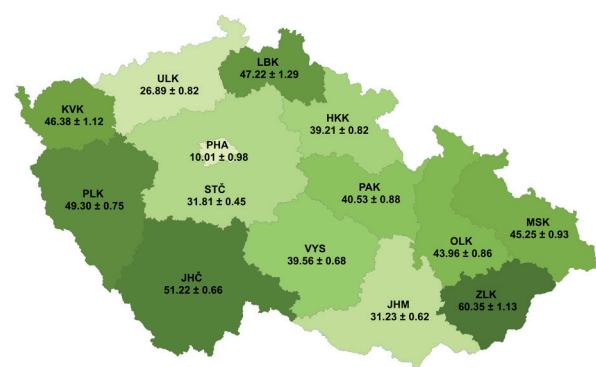 LBK
47.22 ± 1.29
ULK
26.89 ± 0.82
KVK
46.38 ± 1.12
HKK
39.21 ± 0.82
PHA
10.01 ± 0.98
PLK
49.30 ± 0.75
STČ
31.81 ± 0.45
PAK
40.53 ± 0.88
MSK
45.25 ± 0.93
OLK
43.96 ± 0.86
VYS
39.56 ± 0.68
JHČ
51.22 ± 0.66
JHM
31.23 ± 0.62
ZLK
60.35 ± 1.13